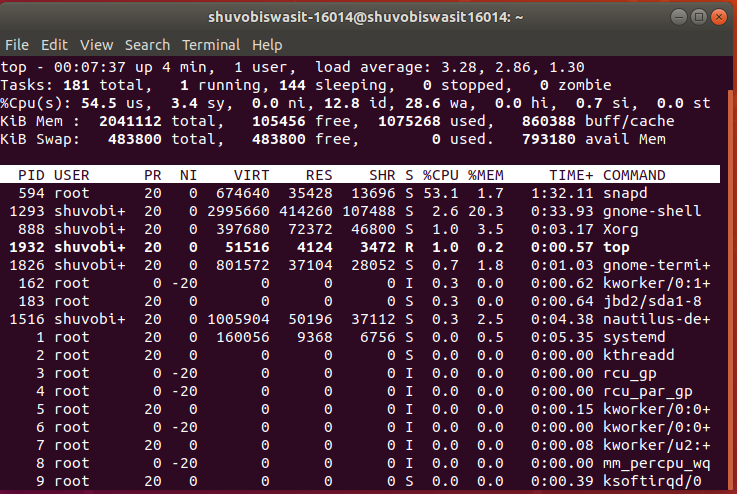 shuvobiswasit-16014@shuvobiswasit16014: ~
File Edit View Search Terminal Help
top - 00:07:37 up 4 min,  1 user,  load average: 3.28, 2.86, 1.30
Tasks: 181 total,   1 running, 144 sleeping,   0 stopped,   0 zombie
%Cpu(s): 54.5 us,  3.4 sy,  0.0 ni, 12.8 id, 28.6 wa,  0.0 hi,  0.7 si,  0.0 st
KiB Mem :  2041112 total,   105456 free,  1075268 used,   860388 buff/cache
KiB Swap:   483800 total,   483800 free,        0 used.   793180 avail Mem
PID USER PR NI VIRT RES SHR S %CPU %MEM TIME+ COMMAND
594 root 20 0 674640 35428 13696 S 53.1 1.7 1:32.11 snapd
1293 shuvobi+ 20 0 2995660 414260 107488 S 2.6 20.3 0:33.93 gnome-shell
888 shuvobi+ 20 0 397680 72372 46800 S 1.0 3.5 0:03.17 Xorg
1932 shuvobi+ 20 0 51516 4124 3472 R 1.0 0.2 0:00.57 top
1826 shuvobi+ 20 0 801572 37104 28052 S 0.7 1.8 0:01.03 gnome-termi+
162 root 0 -20 0 0 0 I 0.3 0.0 0:00.62 kworker/0:1+
183 root 20 0 0 0 0 S 0.3 0.0 0:00.64 jbd2/sda1-8
1516 shuvobi+ 20 0 1005904 50196 37112 S 0.3 2.5 0:04.38 nautilus-de+
1 root 20 0 160056 9368 6756 S 0.0 0.5 0:05.35 systemd
2 root 20 0 0 0 0 S 0.0 0.0 0:00.00 kthreadd
3 root 0 -20 0 0 0 I 0.0 0.0 0:00.00 rcu_gp
4 root 0 -20 0 0 0 I 0.0 0.0 0:00.00 rcu_par_gp
5 root 20 0 0 0 0 I 0.0 0.0 0:00.15 kworker/0:0+
6 root 0 -20 0 0 0 I 0.0 0.0 0:00.00 kworker/0:0+
7 root 20 0 0 0 0 I 0.0 0.0 0:00.08 kworker/u2:+
8 root 0 -20 0 0 0 I 0.0 0.0 0:00.00 mm_percpu_wq
9 root 20 0 0 0 0 S 0.0 0.0 0:00.39 ksoftirqd/0